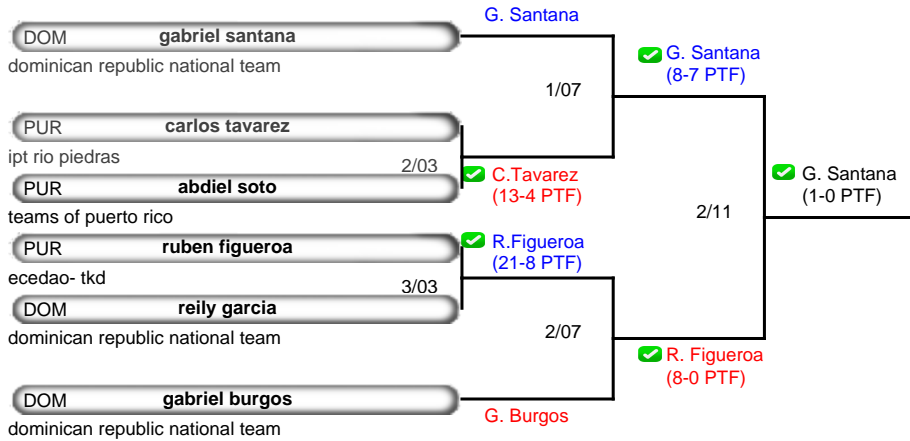 G. Santana
DOM gabriel santana
dominican republic national team
G. Santana
(8-7 PTF)
1/07
PUR carlos tavarez
ipt rio piedras
2/03
PUR abdiel soto
teams of puerto rico
C.Tavarez
(13-4 PTF)
G. Santana
(1-0 PTF)
2/11
PUR ruben figueroa
ecedao- tkd
R.Figueroa
(21-8 PTF)
3/03
DOM reily garcia
dominican republic national team
2/07
R. Figueroa
(8-0 PTF)
DOM gabriel burgos
dominican republic national team
G. Burgos